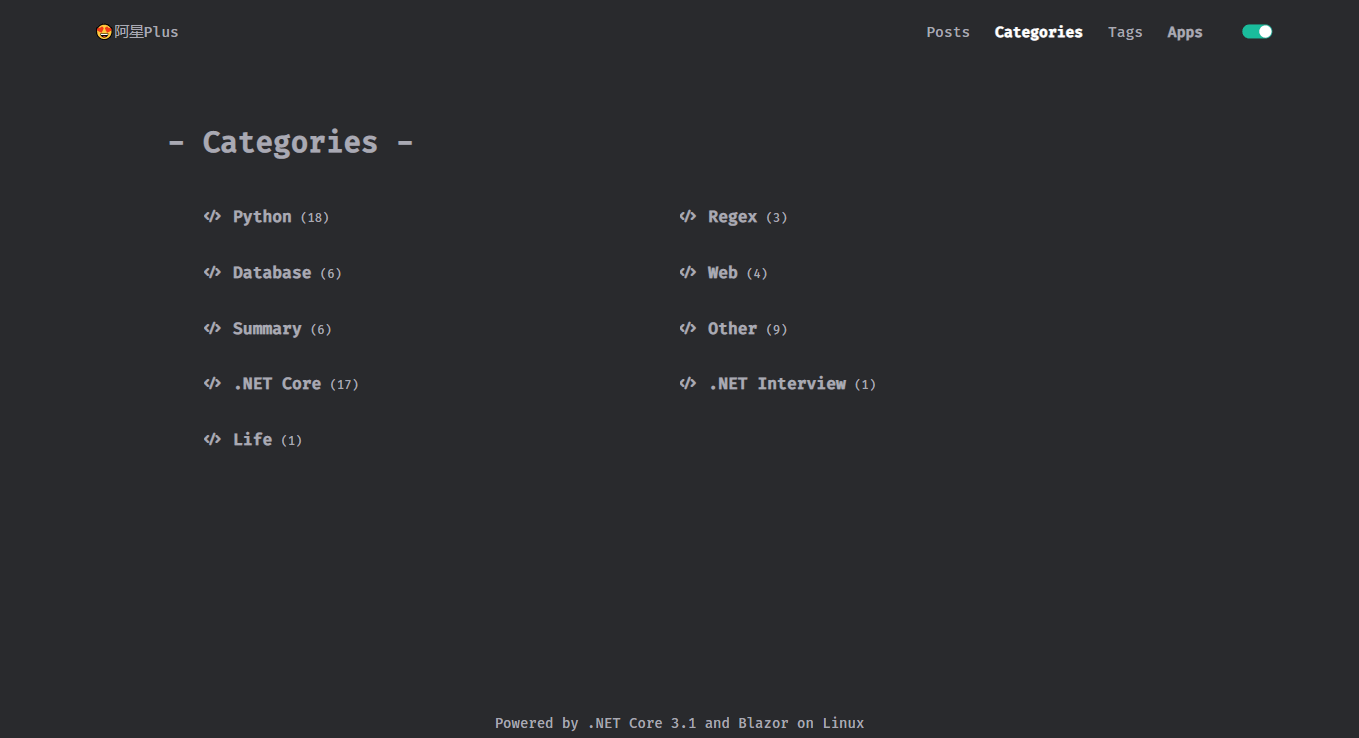 😍阿星Plus Posts Categories Tags Apps
- Categories -
</> Python (18) </> Regex (3)
</> Database (6) </> Web (4)
</> Summary (6) </> Other (9)
</> .NET Core (17) </> .NET Interview (1)
</> Life (1)
Powered by .NET Core 3.1 and Blazor on Linux